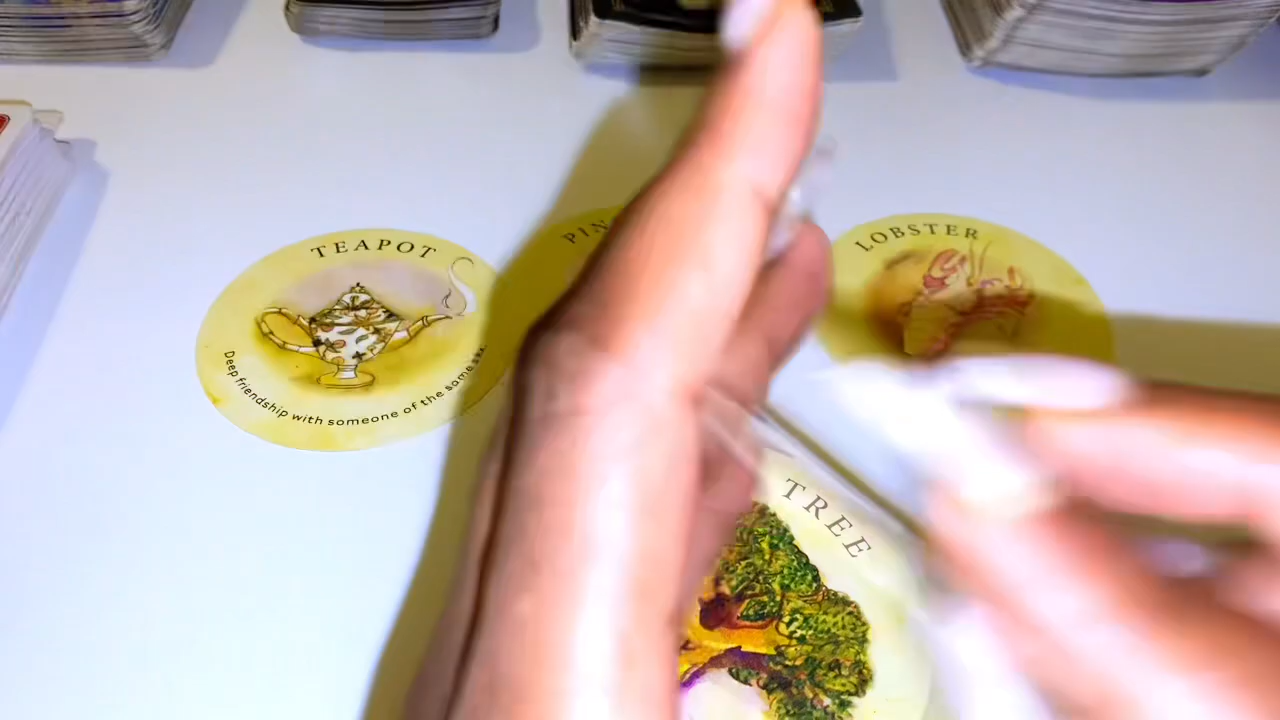 TEAPOT
Deep friendship with someone of the same sex.
LOBSTER
TREE